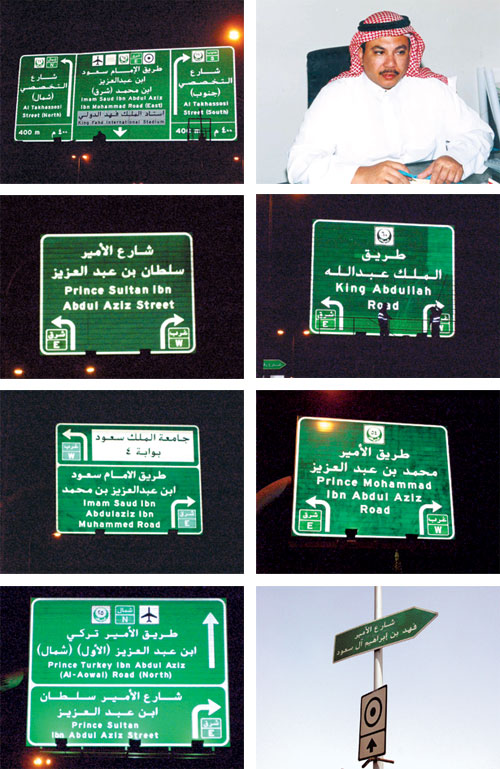 شارع
التخصصي
(شمال)
Al Takhassosi
Street (North)
400 m م ٤٠٠
طريق الإمام سعود
ابن عبدالعزيز
ابن محمد (شرق)
Imam Saud Ibn Abdul Aziz
Ibn Mohammad Road (East)
إستاد الملك فهد الدولي
King Fahd International Stadium
شارع
التخصصي
(جنوب)
Al Takhassosi
Street (South)
400 م ٤٠٠
شارع الأمير
سلطان بن عبد العزيز
Prince Sultan Ibn
Abdul Aziz Street
شرق
E
غرب
W
طريق
الملك عبدالله
King Abdullah
Road
شرق
E
غرب
W
جامعة الملك سعود
بوابة ٤
غرب
W
طريق الامام سعود
ابن عبدالعزيز بن محمد
Imam Saud Ibn
Abdulaziz Ibn
Muhammed Road
شرق
E
طريق الأمير
محمد بن عبد العزيز
Prince Mohammad
Ibn Abdul Aziz
Road
شرق
E
غرب
W
شمال
N
طريق الأمير تركي
ابن عبد العزيز (الأول) (شمال)
Prince Turkey Ibn Abdul Aziz
(Al-Aowal) Road (North)
شارع الأمير سلطان
ابن عبد العزيز
Prince Sultan
Ibn Abdul Aziz Street
شرق
E
شارع الأمير
فهد بن إبراهيم آل سعود